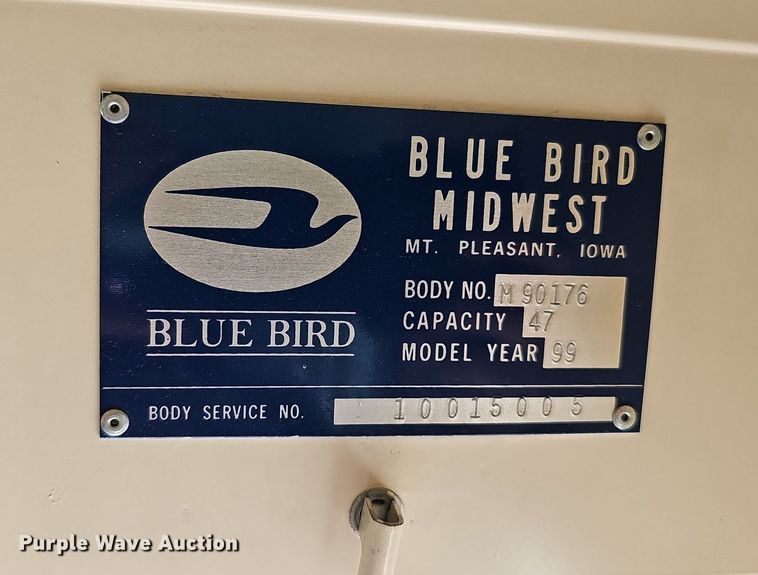 BLUE BIRD
MIDWEST
MT. PLEASANT, IOWA
BODY NO. M 90176
CAPACITY 47
MODEL YEAR 99
BLUE BIRD
BODY SERVICE NO. 10015005
Purple Wave Auction